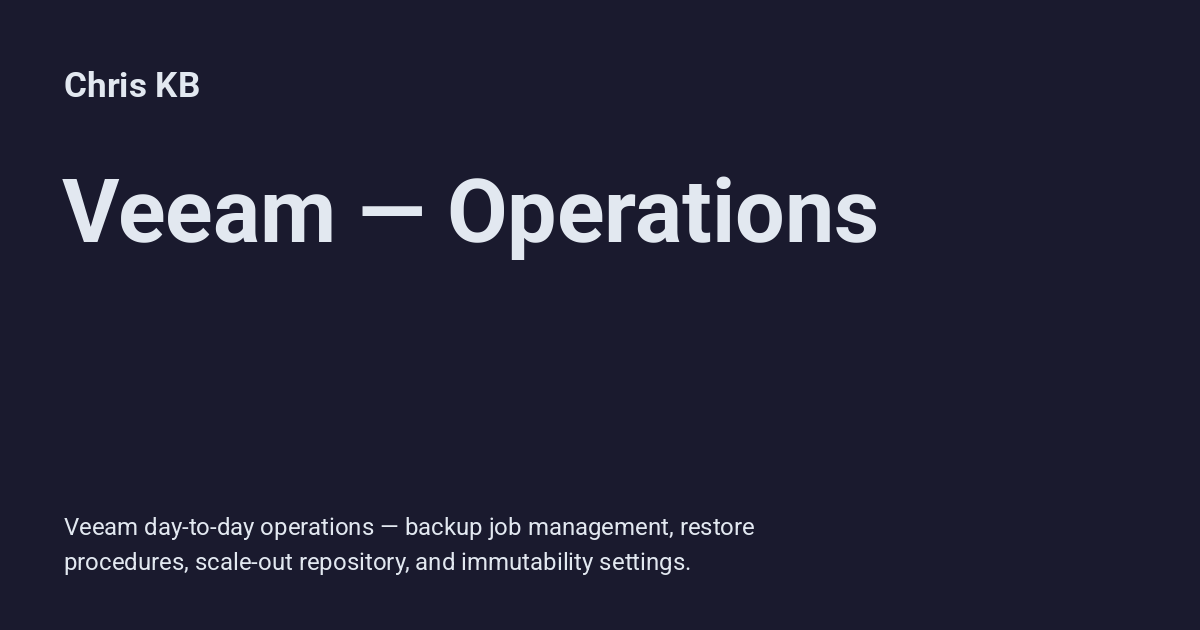 Chris KB
Veeam — Operations
Veeam day-to-day operations — backup job management, restore
procedures, scale-out repository, and immutability settings.